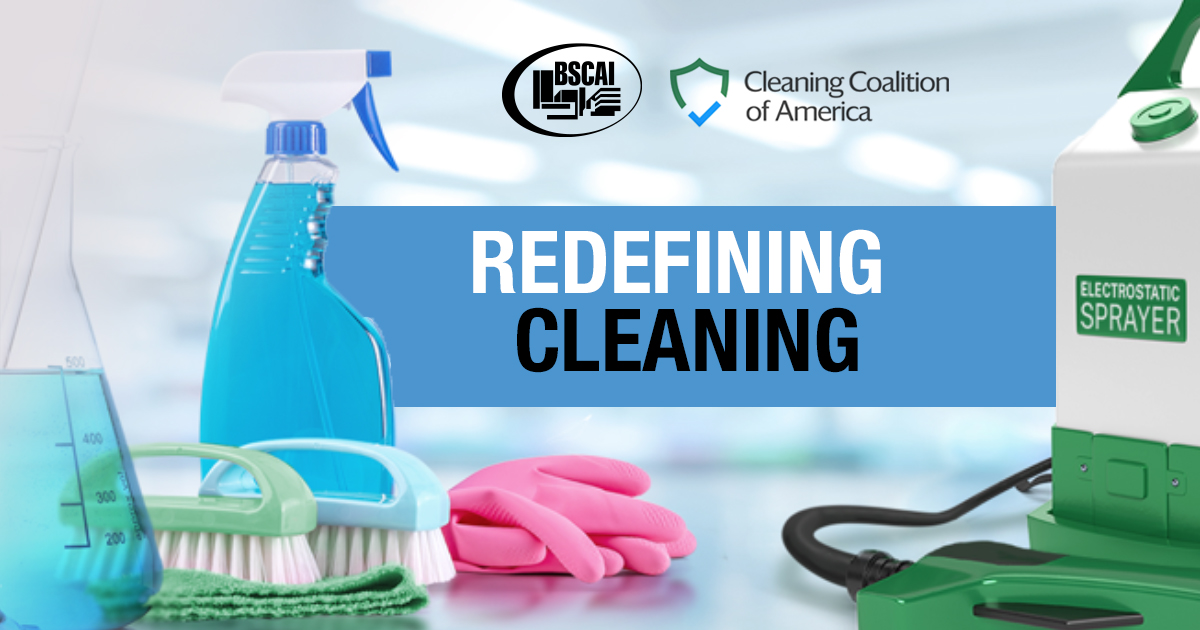 BSCAI
Cleaning Coalition
of America
REDEFINING
CLEANING
ELECTROSTATIC
SPRAYER
500
400
300
200